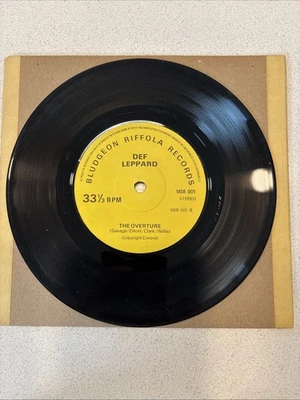 BLUDGEON RIFFOLA RECORDS
DEF
LEPPARD
33⅓ RPM
MSB 001
STEREO
MSB 001 B
THE OVERTURE
(Savage/Elliott/Clark/Willis)
(Copyright Control)